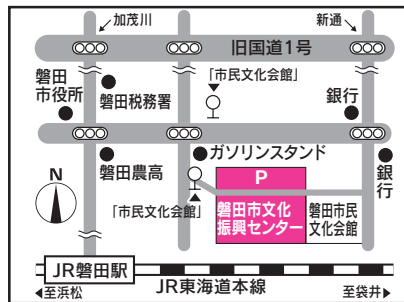 加茂川
新通
旧国道1号
磐田
市役所
磐田税務署
「市民文化会館」
銀行
ガソリンスタンド
磐田農高
N
P
銀行
「市民文化会館」
磐田市文化
振興センター
磐田市民
文化会館
JR磐田駅
JR東海道本線
◀至浜松
至袋井▶